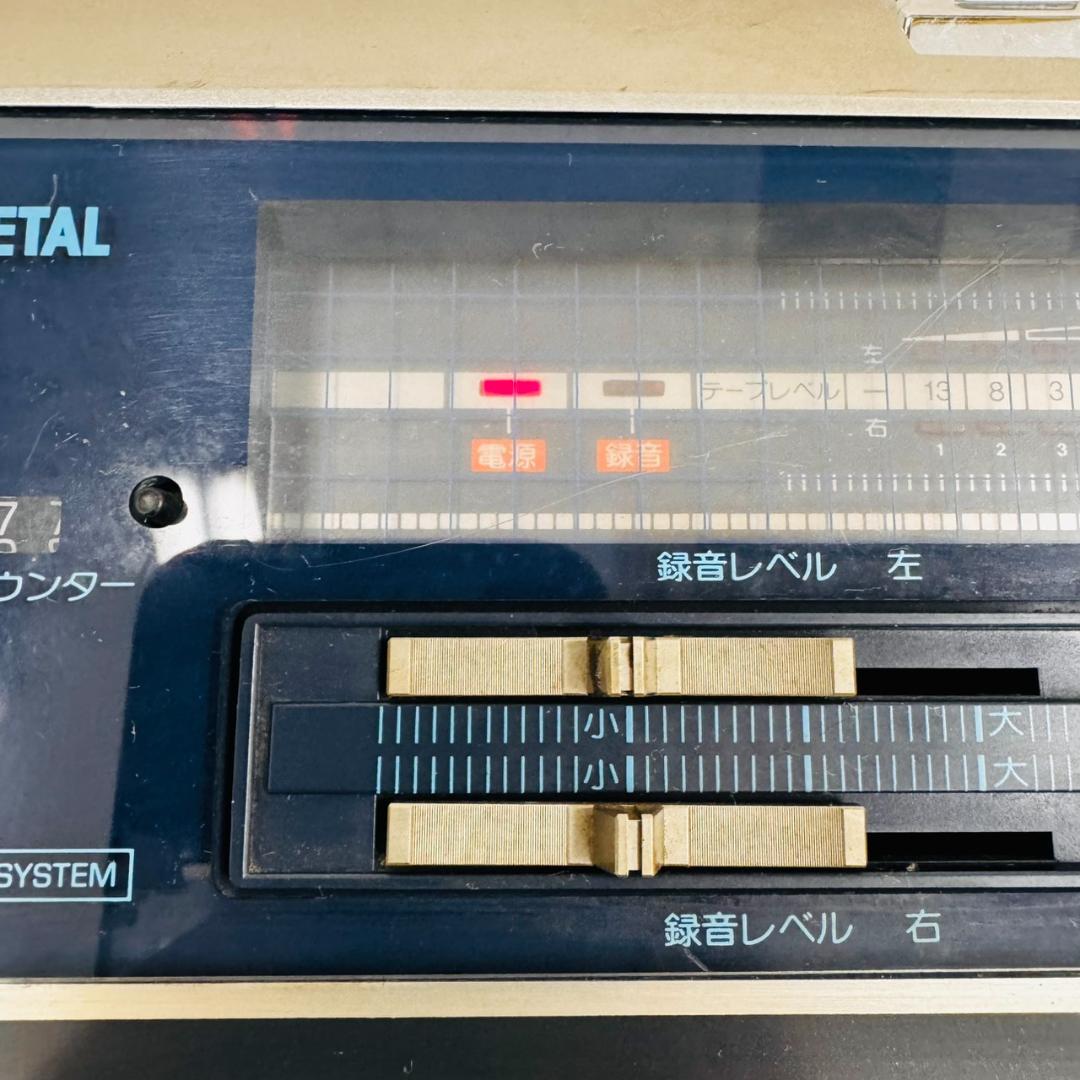 ETAL
左
テープレベル － 13 8 3
電源 録音
右
1 2 3
7
ウンター
録音レベル 左
小 大
小 大
SYSTEM
録音レベル 右